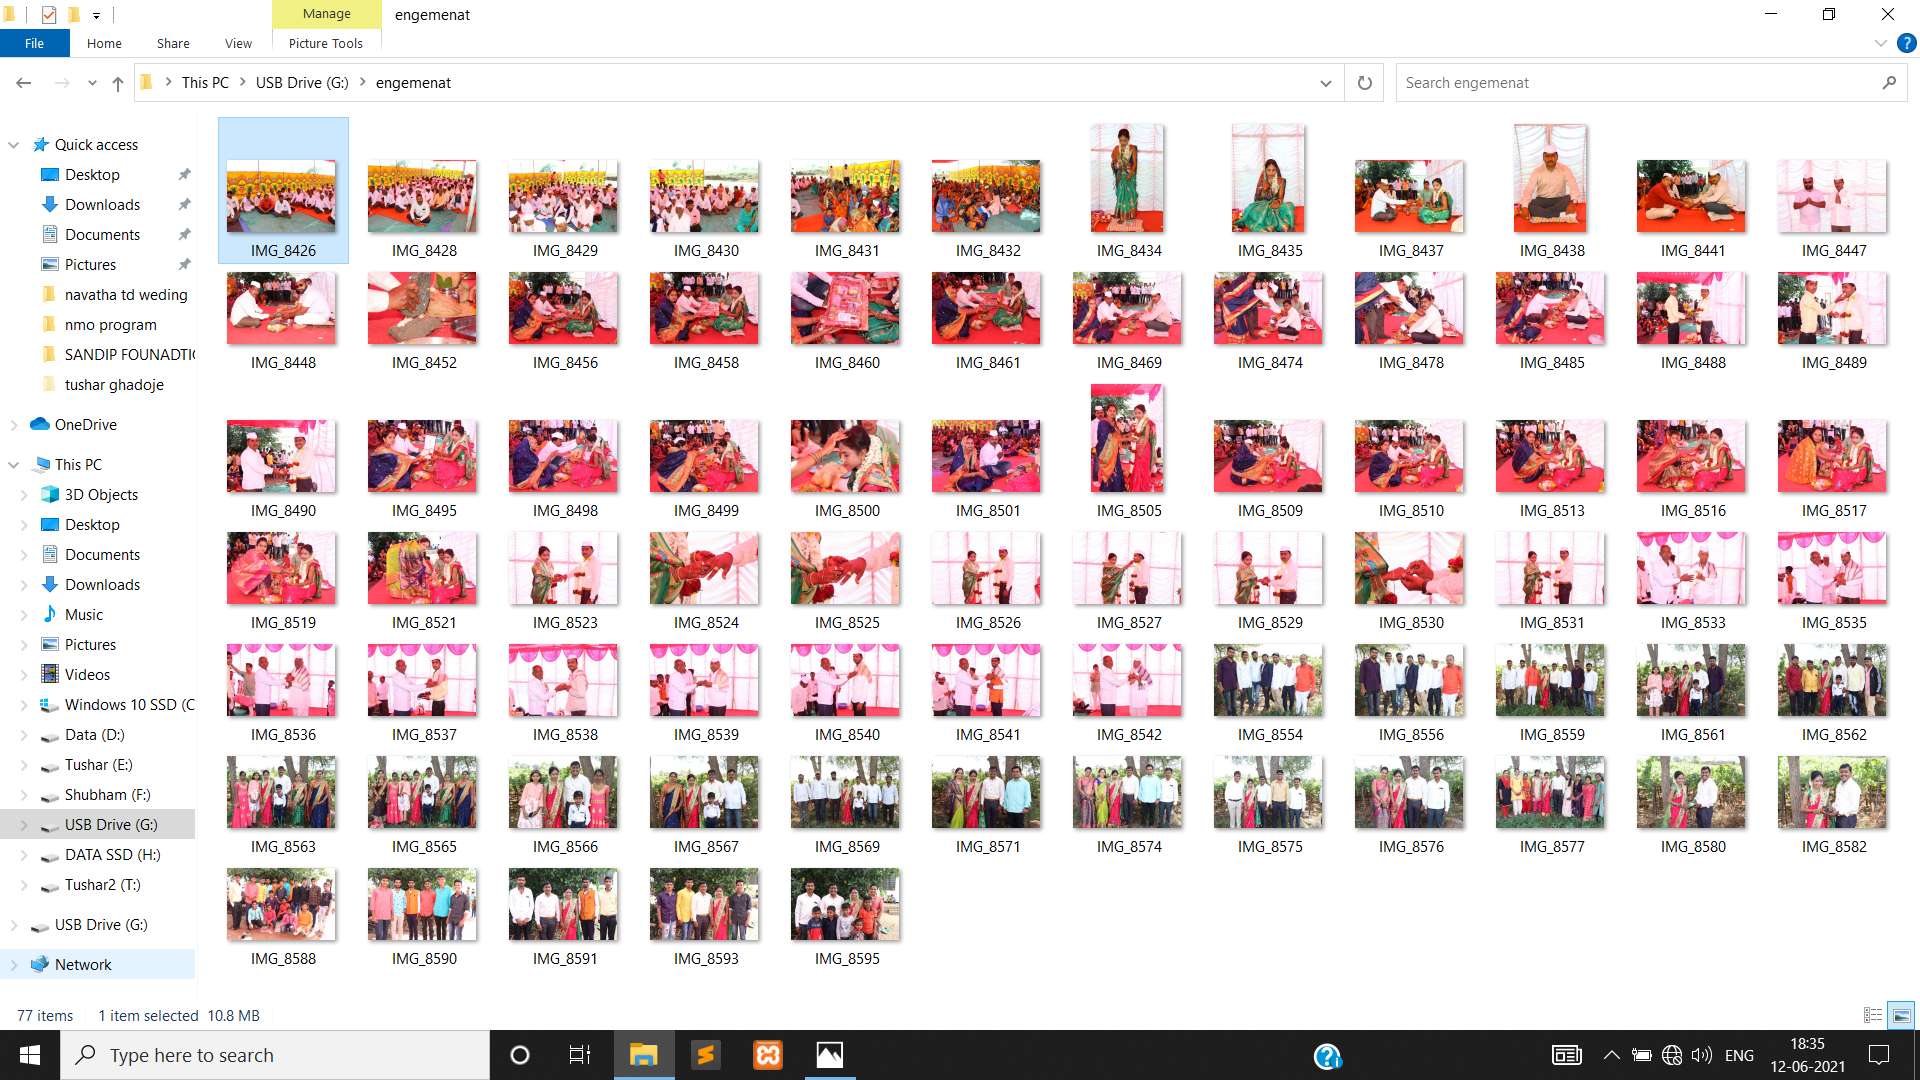 Manage
engemenat
File
Home
Share
View
Picture Tools
This PC
USB Drive (G:)
engemenat
Search engemenat
Quick access
Desktop
Downloads
Documents
Pictures
navatha td weding
nmo program
SANDIP FOUNADTI
tushar ghadoje
OneDrive
This PC
3D Objects
Desktop
Documents
Downloads
Music
Pictures
Videos
Windows 10 SSD (C
Data (D:)
Tushar (E:)
Shubham (F:)
USB Drive (G:)
DATA SSD (H:)
Tushar2 (T:)
USB Drive (G:)
Network
IMG_8426 IMG_8428 IMG_8429 IMG_8430 IMG_8431 IMG_8432 IMG_8434 IMG_8435 IMG_8437 IMG_8438 IMG_8441 IMG_8447
IMG_8448 IMG_8452 IMG_8456 IMG_8458 IMG_8460 IMG_8461 IMG_8469 IMG_8474 IMG_8478 IMG_8485 IMG_8488 IMG_8489
IMG_8490 IMG_8495 IMG_8498 IMG_8499 IMG_8500 IMG_8501 IMG_8505 IMG_8509 IMG_8510 IMG_8513 IMG_8516 IMG_8517
IMG_8519 IMG_8521 IMG_8523 IMG_8524 IMG_8525 IMG_8526 IMG_8527 IMG_8529 IMG_8530 IMG_8531 IMG_8533 IMG_8535
IMG_8536 IMG_8537 IMG_8538 IMG_8539 IMG_8540 IMG_8541 IMG_8542 IMG_8554 IMG_8556 IMG_8559 IMG_8561 IMG_8562
IMG_8563 IMG_8565 IMG_8566 IMG_8567 IMG_8569 IMG_8571 IMG_8574 IMG_8575 IMG_8576 IMG_8577 IMG_8580 IMG_8582
IMG_8588 IMG_8590 IMG_8591 IMG_8593 IMG_8595
77 items 1 item selected 10.8 MB
Type here to search
ENG
18:35
12-06-2021